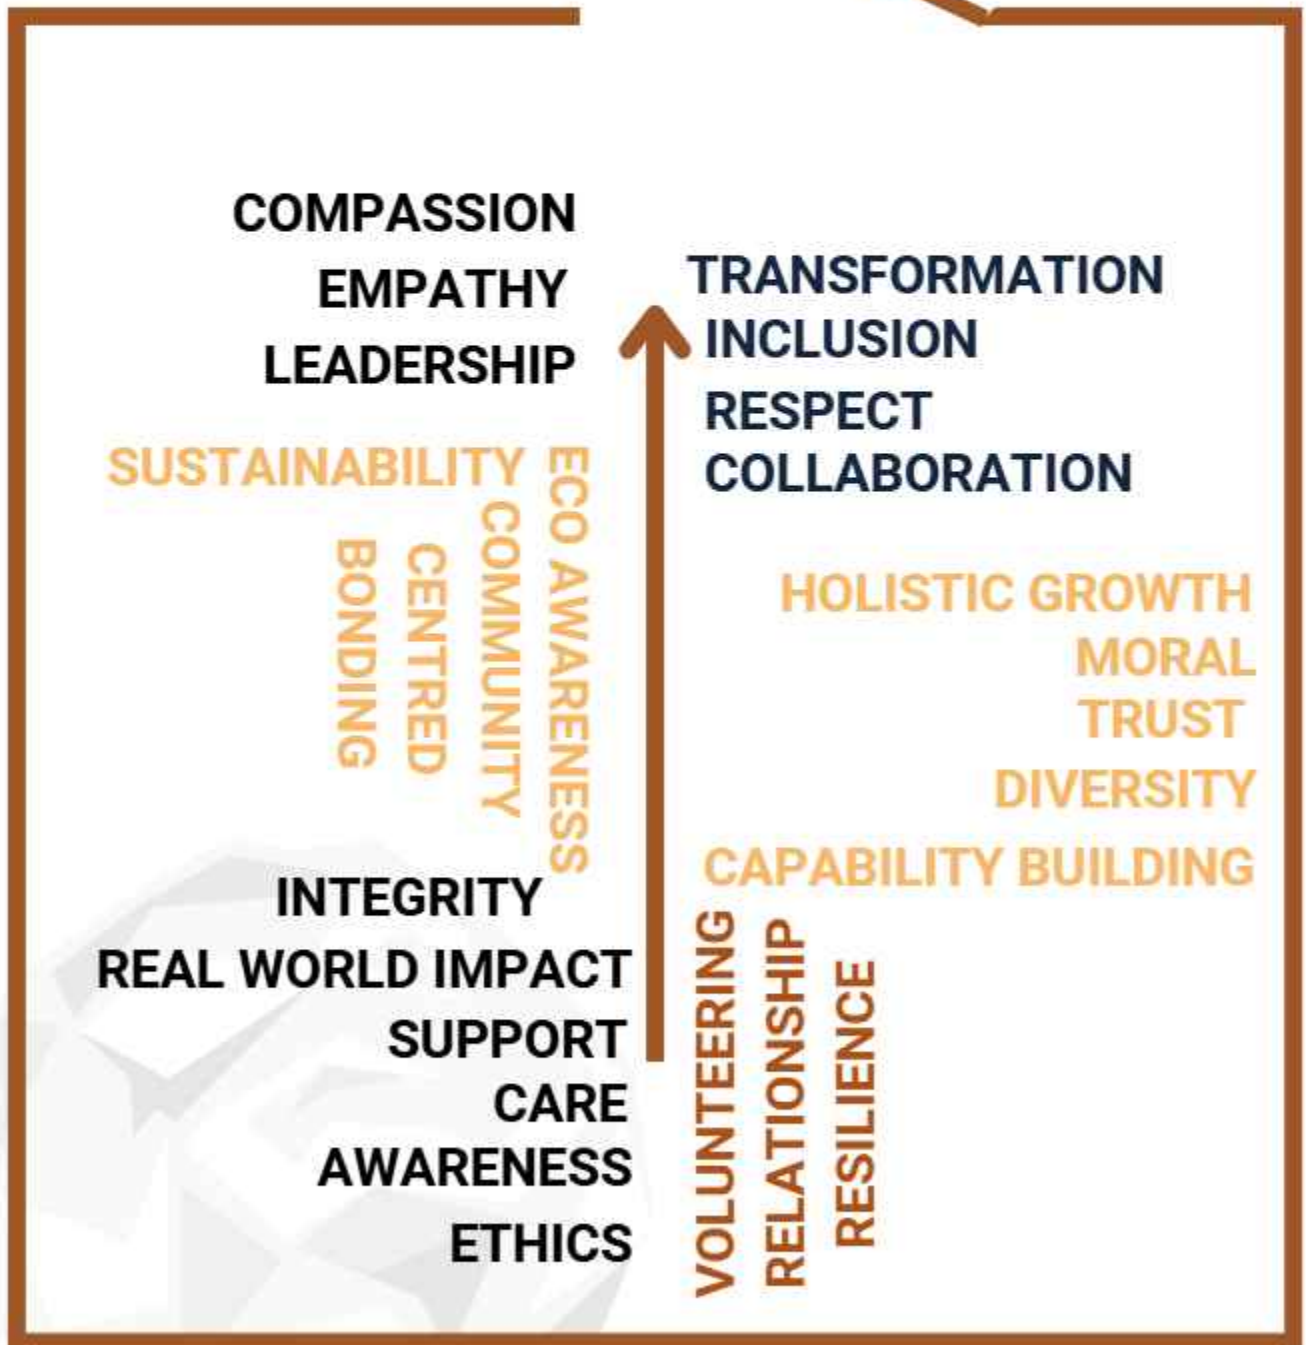 COMPASSION
EMPATHY
LEADERSHIP
TRANSFORMATION
INCLUSION
RESPECT
COLLABORATION
SUSTAINABILITY
ECO AWARENESS
COMMUNITY
CENTRED
BONDING
HOLISTIC GROWTH
MORAL
TRUST
DIVERSITY
CAPABILITY BUILDING
INTEGRITY
REAL WORLD IMPACT
SUPPORT
CARE
AWARENESS
ETHICS
VOLUNTEERING
RELATIONSHIP
RESILIENCE